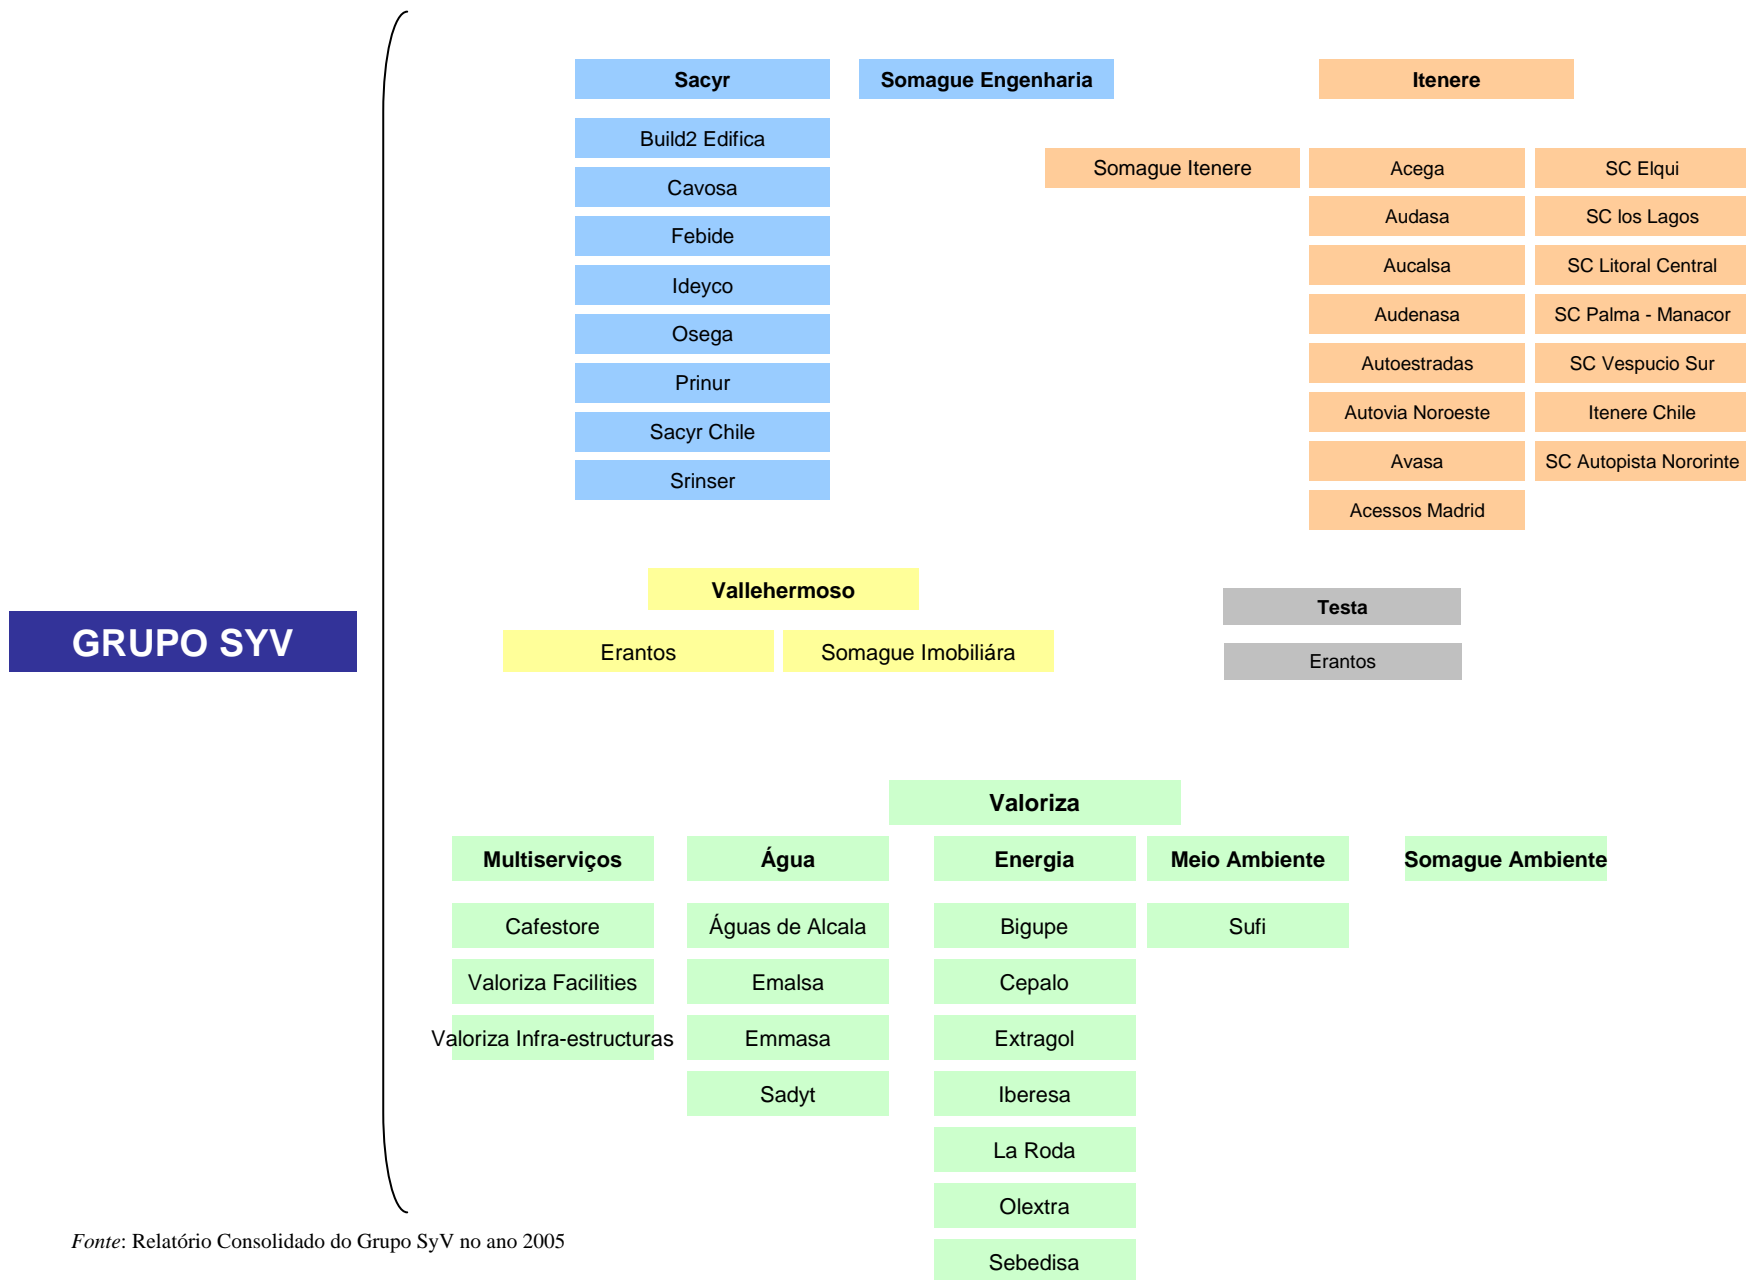 GRUPO SYV
Sacyr
Build2 Edifica
Cavosa
Febide
Ideyco
Osega
Prinur
Sacyr Chile
Srinser
Somague Engenharia
Itenere
Somague Itenere
Acega
Audasa
Aucalsa
Audenasa
Autoestradas
Autovia Noroeste
Avasa
Acessos Madrid
SC Elqui
SC los Lagos
SC Litoral Central
SC Palma - Manacor
SC Vespucio Sur
Itenere Chile
SC Autopista Nororinte
Vallehermoso
Erantos
Somague Imobiliára
Testa
Erantos
Valoriza
Multiserviços
Cafestore
Valoriza Facilities
Valoriza Infra-estructuras
Água
Águas de Alcala
Emalsa
Emmasa
Sadyt
Energia
Bigupe
Cepalo
Extragol
Iberesa
La Roda
Olextra
Sebedisa
Meio Ambiente
Sufi
Somague Ambiente
Fonte: Relatório Consolidado do Grupo SyV no ano 2005